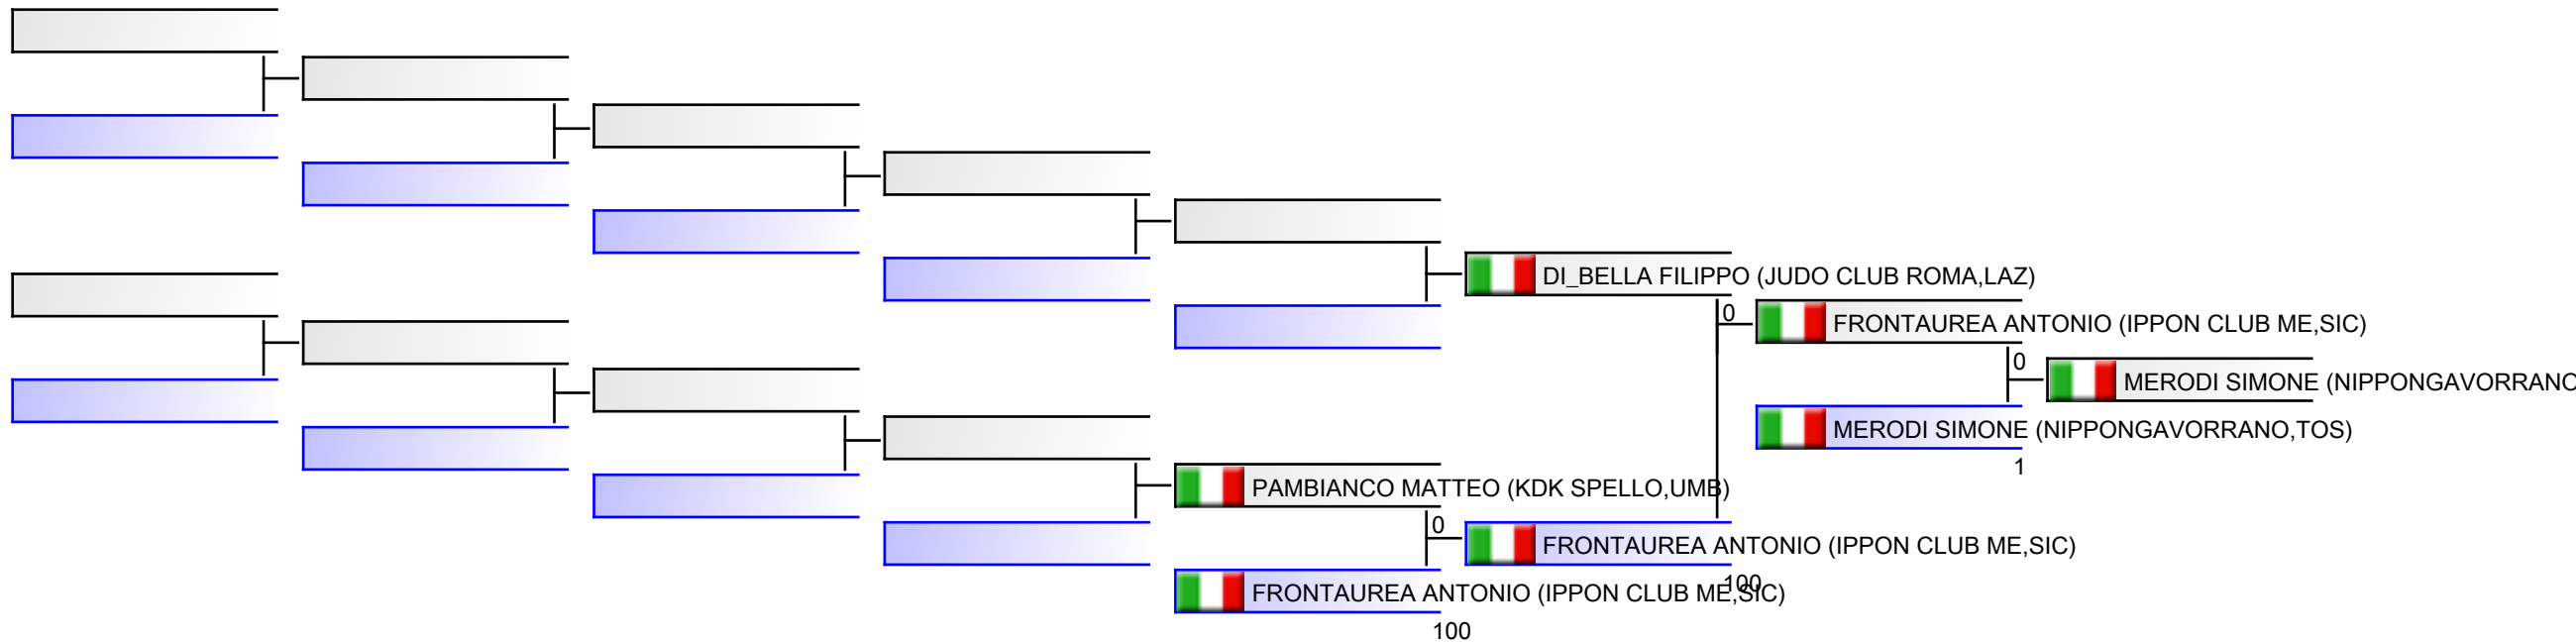 DI_BELLA FILIPPO (JUDO CLUB ROMA,LAZ)
0
FRONTAUREA ANTONIO (IPPON CLUB ME,SIC)
0
MERODI SIMONE (NIPPONGAVORRANO
MERODI SIMONE (NIPPONGAVORRANO,TOS)
1
PAMBIANCO MATTEO (KDK SPELLO,UMB)
0
FRONTAUREA ANTONIO (IPPON CLUB ME,SIC)
100
FRONTAUREA ANTONIO (IPPON CLUB ME,SIC)
100